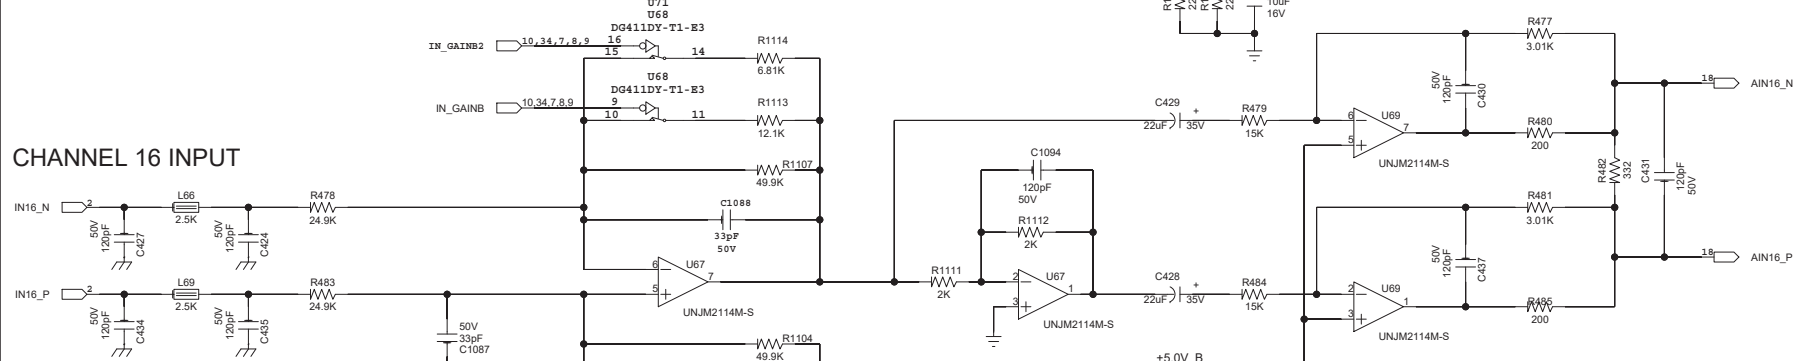 U71
U68
DG411DY-T1-E3
IN_GAINB2
10,34,7,8,9
16
15
14
R1114
6.81K
U68
DG411DY-T1-E3
IN_GAINB
10,34,7,8,9
9
10
11
R1113
12.1K
CHANNEL 16 INPUT
R1107
49.9K
IN16_N
2
L66
2.5K
R478
24.9K
50V
120pF
C427
50V
120pF
C424
C1088
33pF
50V
IN16_P
2
L69
2.5K
R483
24.9K
50V
120pF
C434
50V
120pF
C435
50V
33pF
C1087
6
5
7
U67
UNJM2114M-S
R1104
49.9K
R1111
2K
C1094
120pF
50V
R1112
2K
2
3
1
U67
UNJM2114M-S
10uF
16V
C429
22uF
+
35V
R479
15K
C428
22uF
+
35V
R484
15K
+5.0V_B
6
5
7
U69
UNJM2114M-S
50V
120pF
C430
R477
3.01K
R480
200
R482
332
C431
120pF
50V
18
AIN16_N
R481
3.01K
50V
120pF
C437
2
3
1
U69
UNJM2114M-S
R485
200
18
AIN16_P